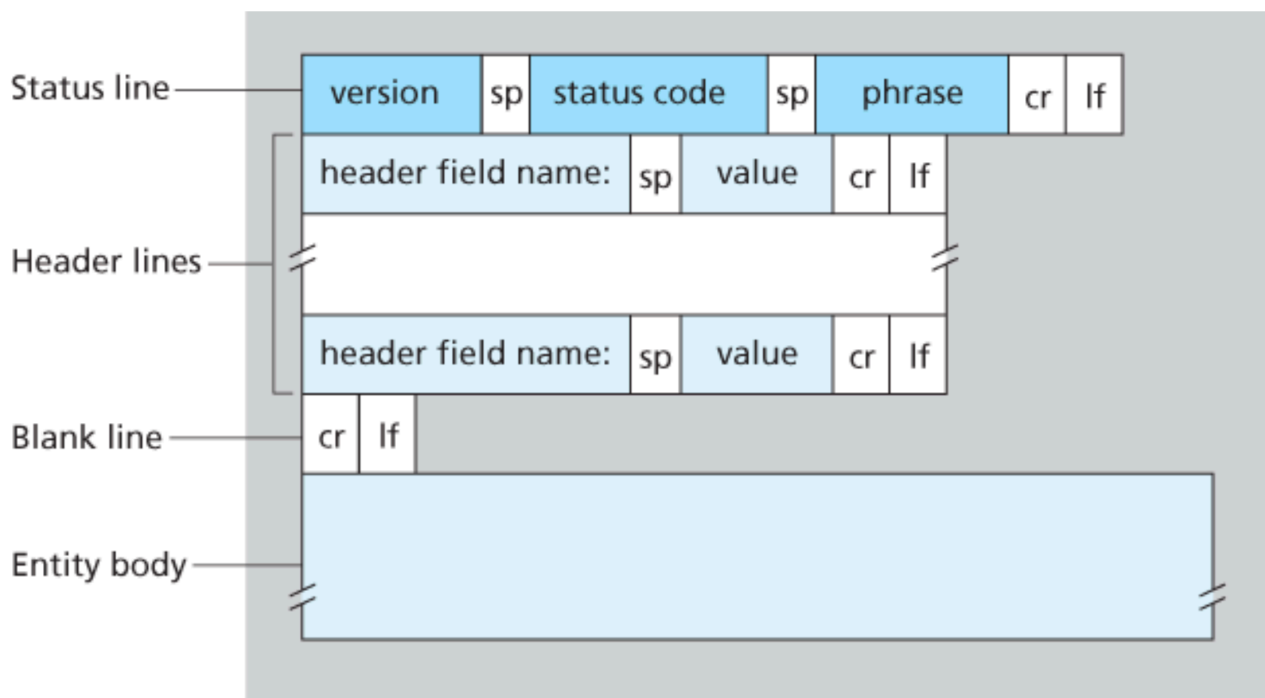 Status line version sp status code sp phrase cr lf
header field name: sp value cr lf
Header lines
header field name: sp value cr lf
Blank line cr lf
Entity body